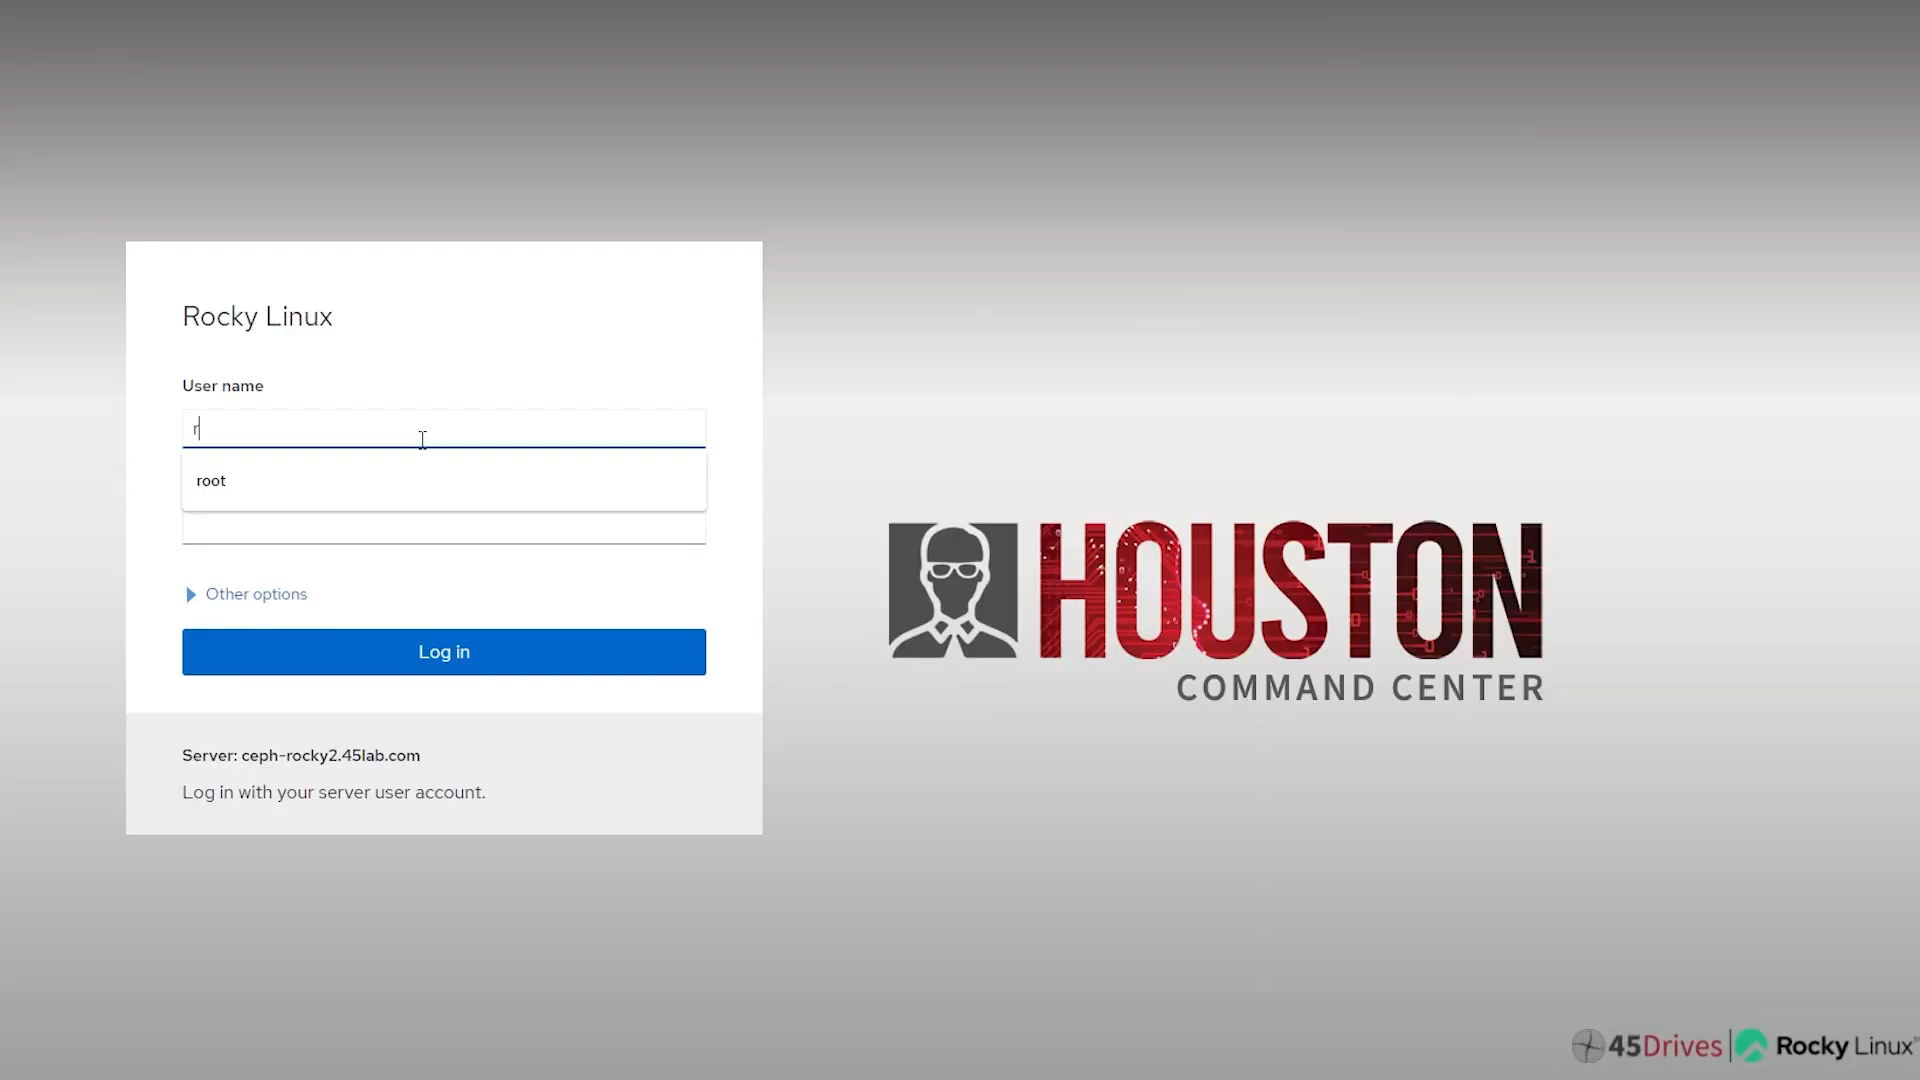 Rocky Linux
User name
r
root
Other options
Log in
Server: ceph-rocky2.45lab.com
Log in with your server user account.
HOUSTON
COMMAND CENTER
45Drives | Rocky Linux™